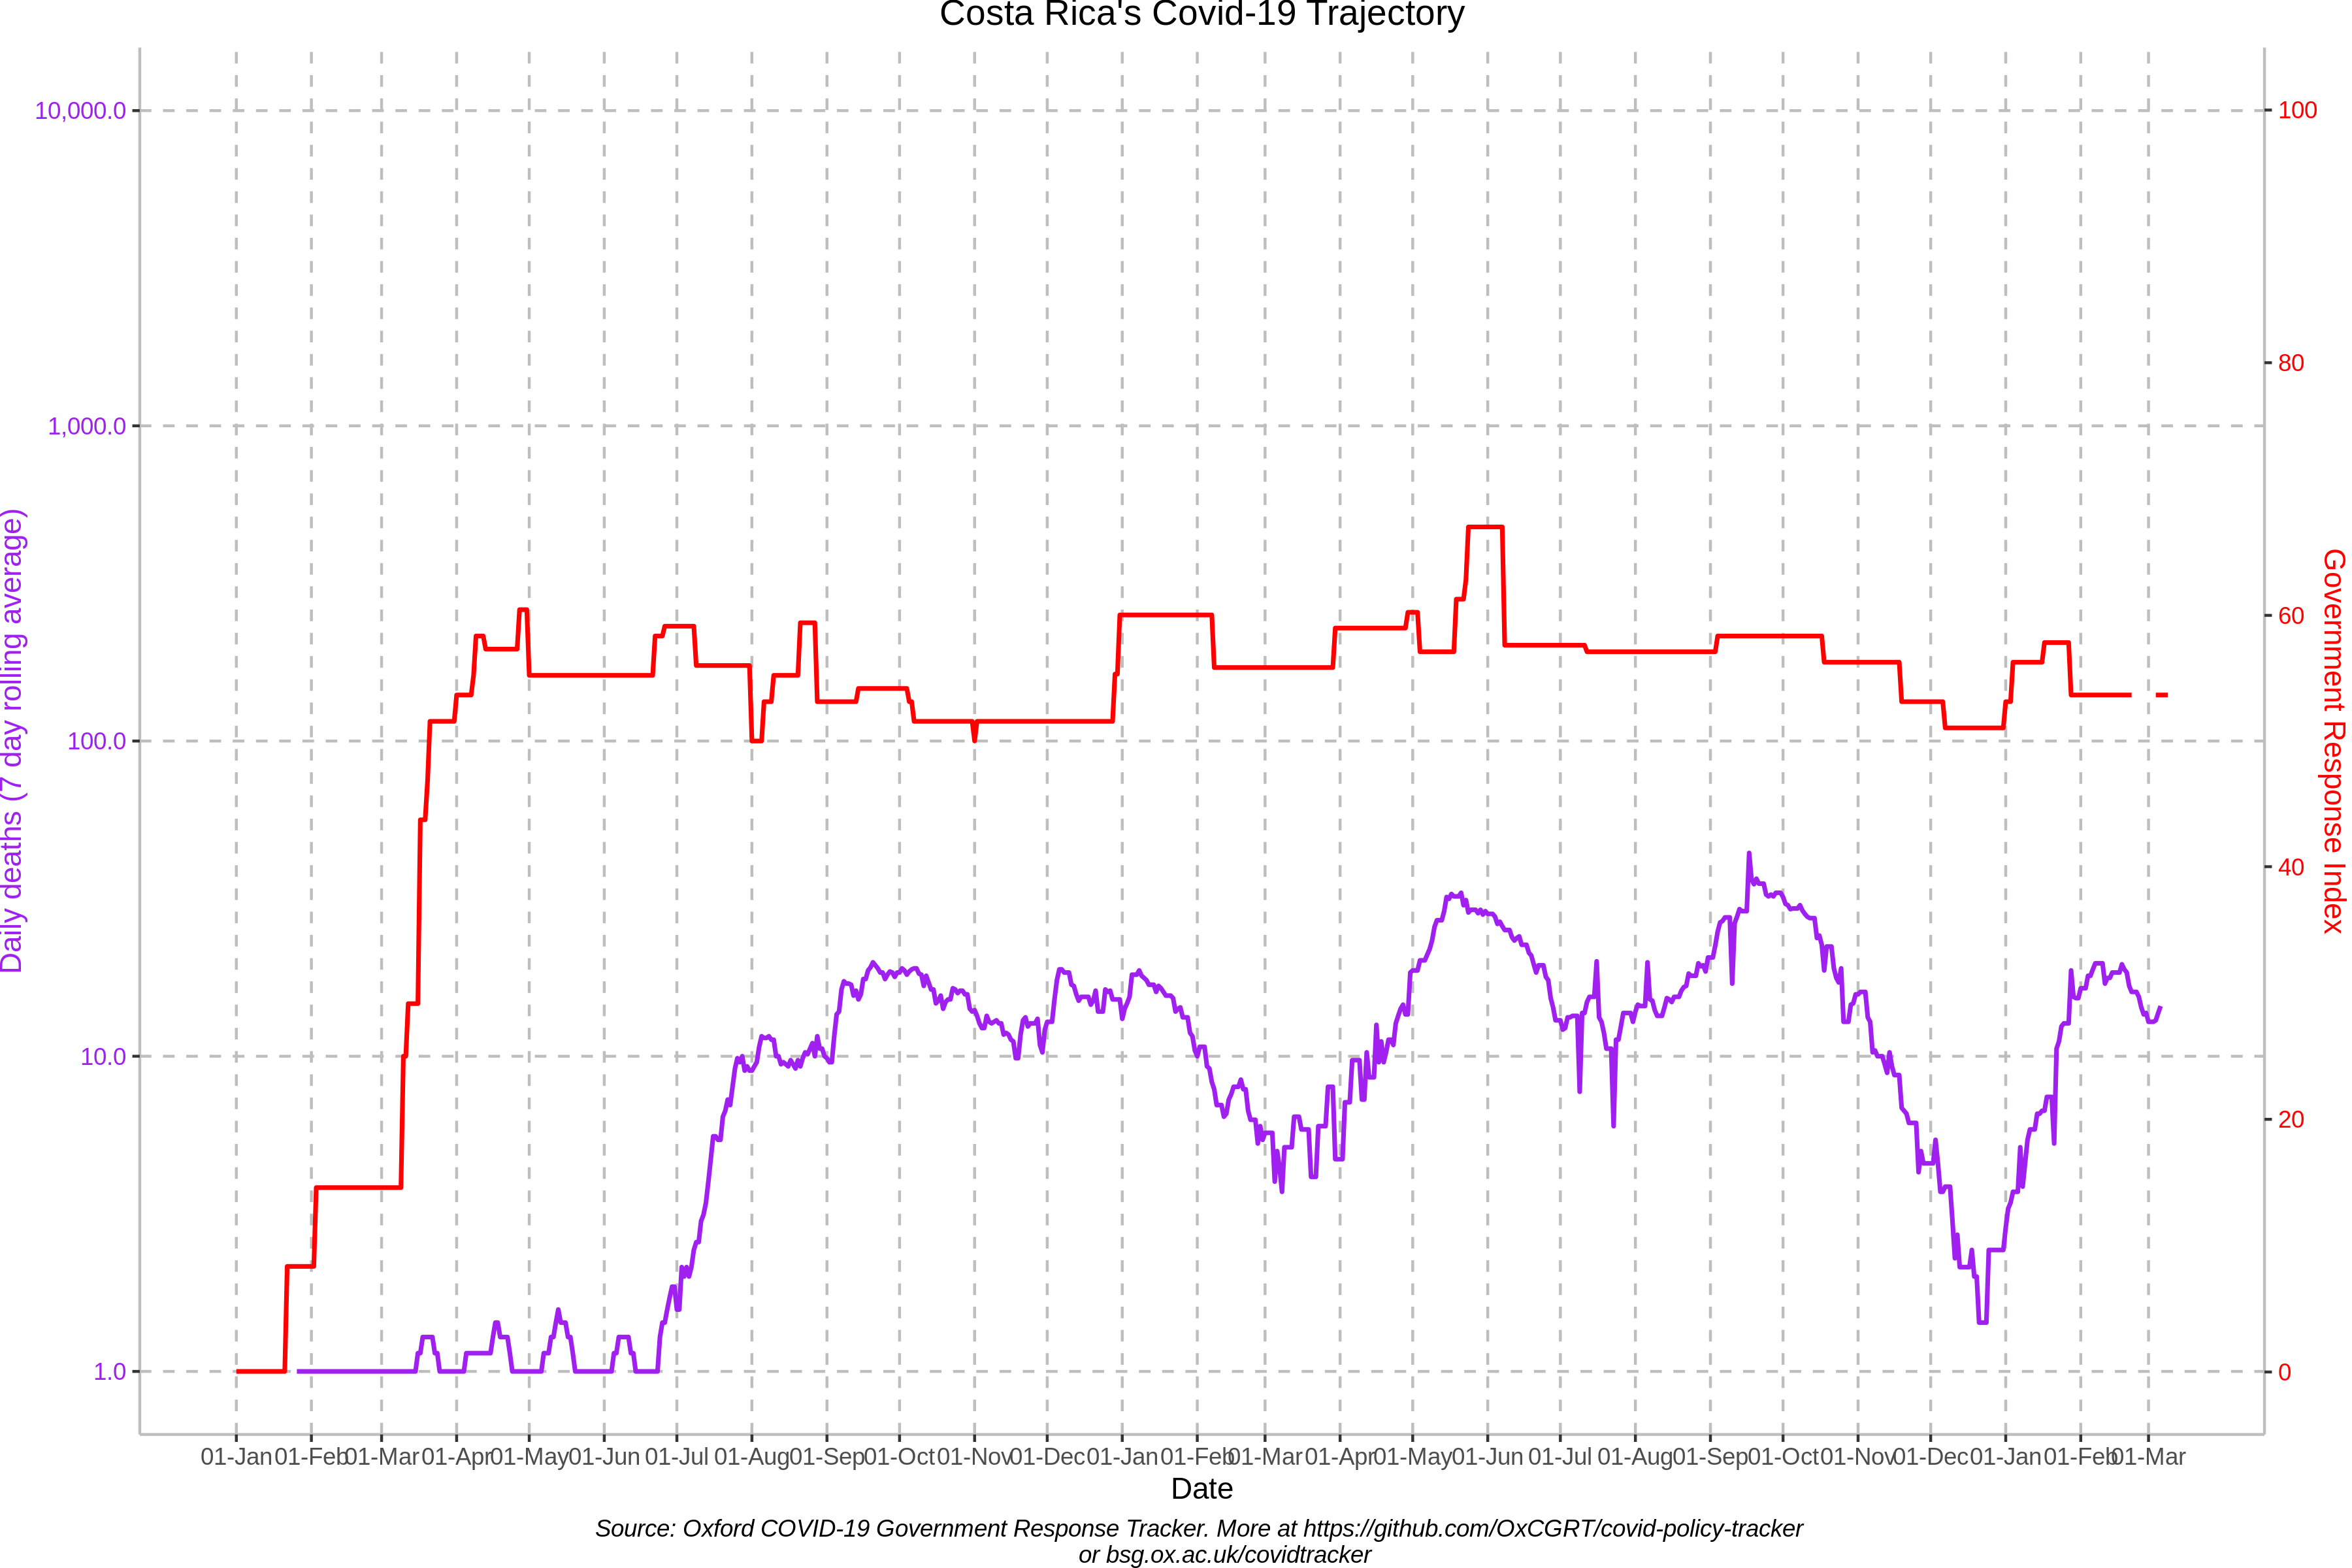 Costa Rica's Covid-19 Trajectory
10,000.0
1,000.0
100.0
10.0
1.0
Daily deaths (7 day rolling average)
100
80
60
40
20
0
Government Response Index
01-Jan 01-Feb 01-Mar 01-Apr 01-May 01-Jun 01-Jul 01-Aug 01-Sep 01-Oct 01-Nov 01-Dec 01-Jan 01-Feb 01-Mar 01-Apr 01-May 01-Jun 01-Jul 01-Aug 01-Sep 01-Oct 01-Nov 01-Dec 01-Jan 01-Feb 01-Mar
Date
Source: Oxford COVID-19 Government Response Tracker. More at https://github.com/OxCGRT/covid-policy-tracker
or bsg.ox.ac.uk/covidtracker